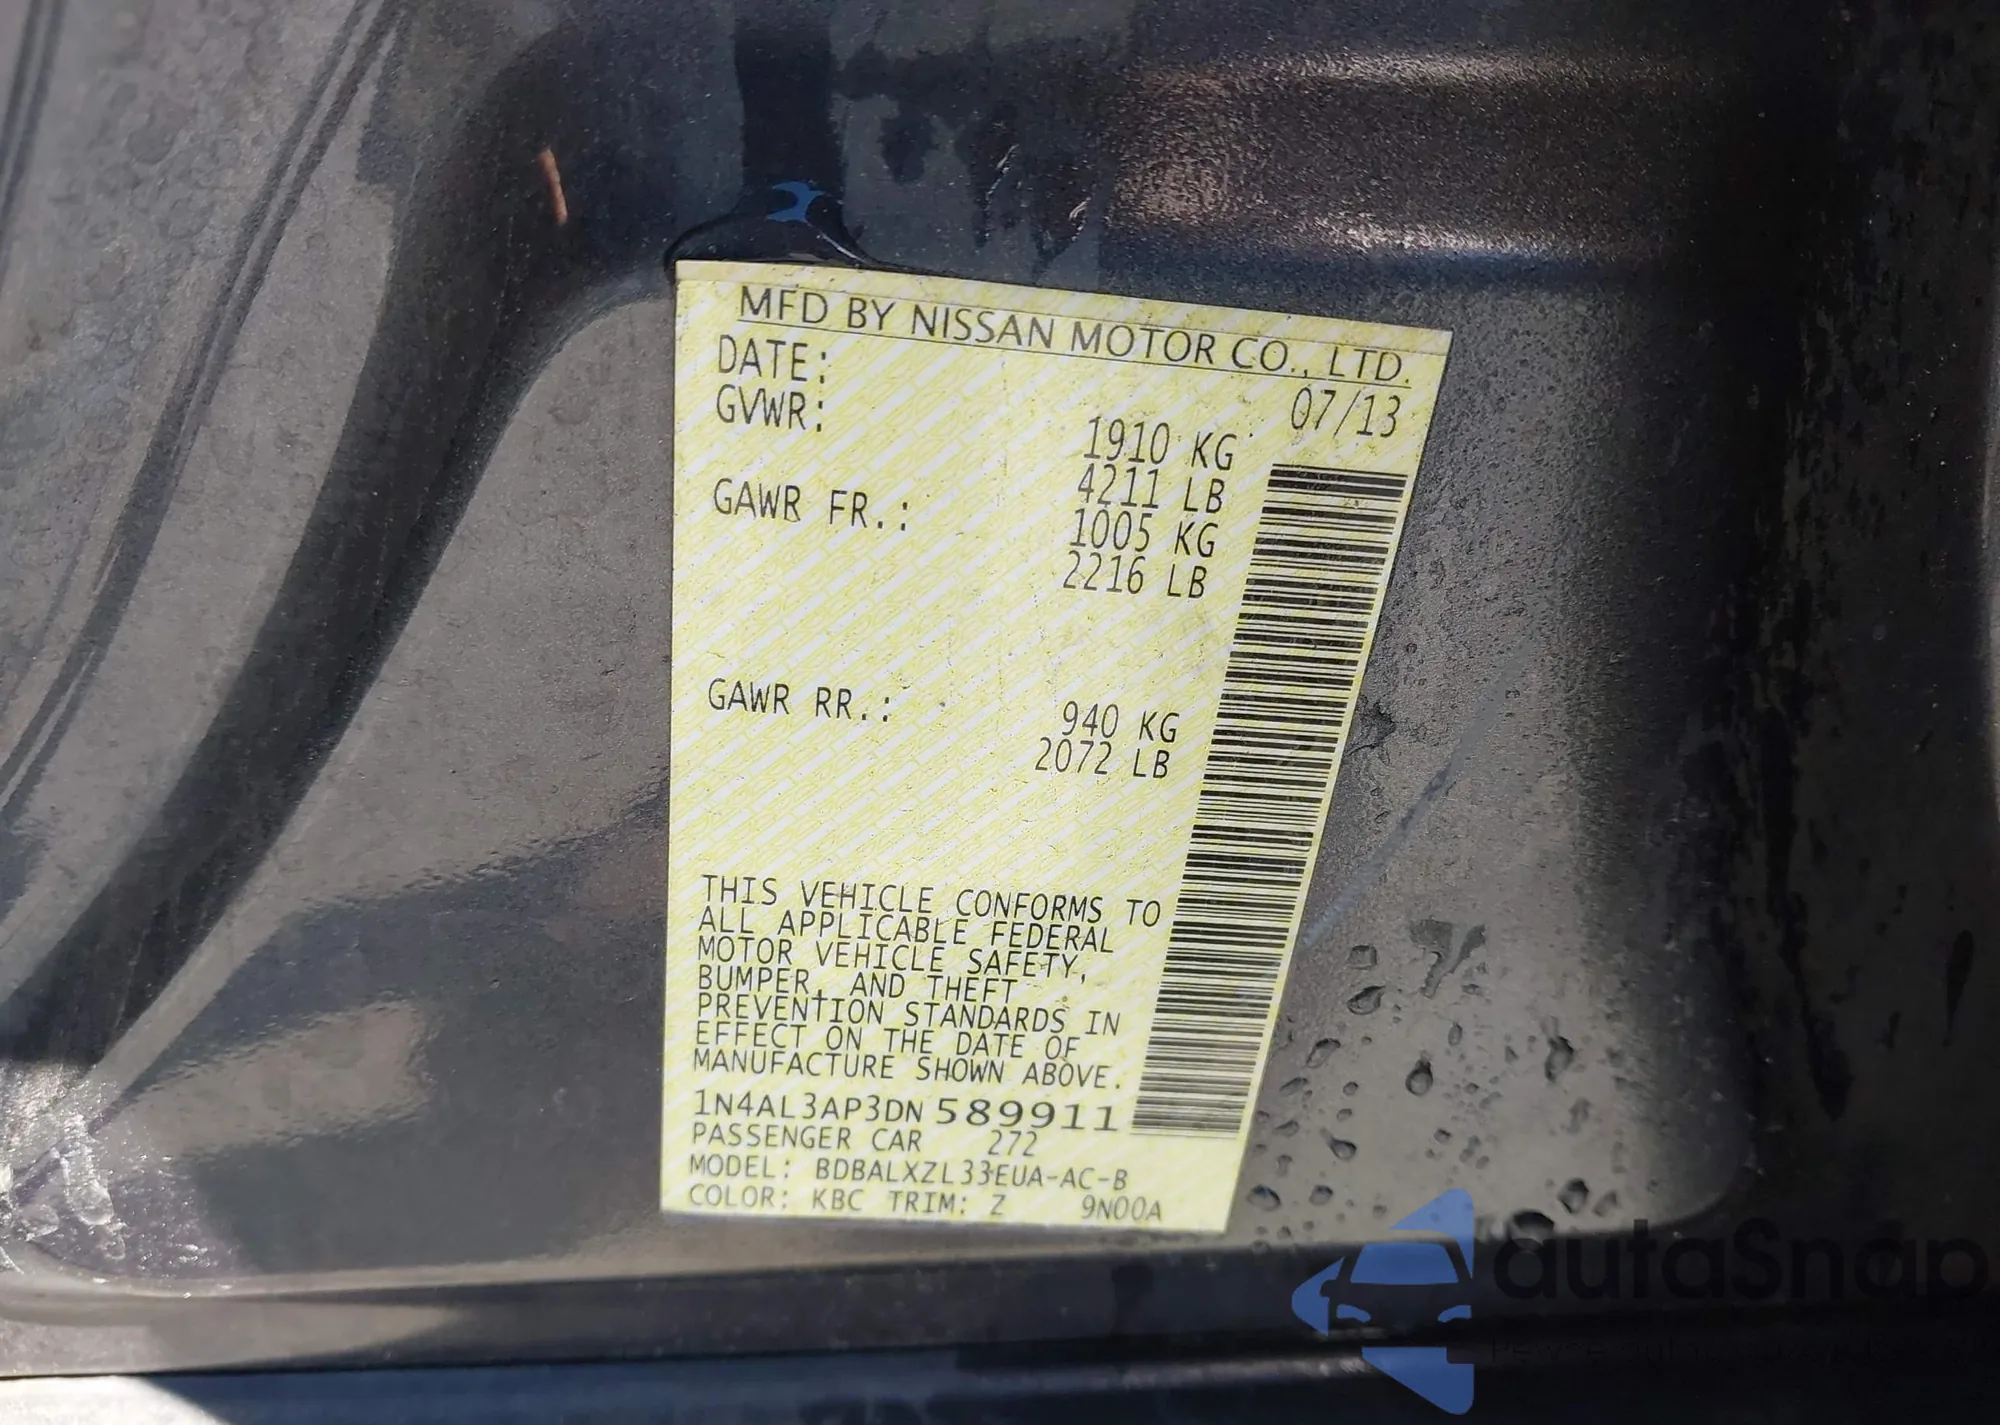 MFD BY NISSAN MOTOR CO., LTD.
DATE: 07/13
GVWR: 1910 KG
4211 LB
GAWR FR.: 1005 KG
2216 LB
GAWR RR.: 940 KG
2072 LB
THIS VEHICLE CONFORMS TO
ALL APPLICABLE FEDERAL
MOTOR VEHICLE SAFETY,
BUMPER, AND THEFT
PREVENTION STANDARDS IN
EFFECT ON THE DATE OF
MANUFACTURE SHOWN ABOVE.
1N4AL3AP3DN589911
PASSENGER CAR 272
MODEL: BDBALXZL33EUA-AC-B
COLOR: KBC TRIM: Z 9N00A
autaSnap